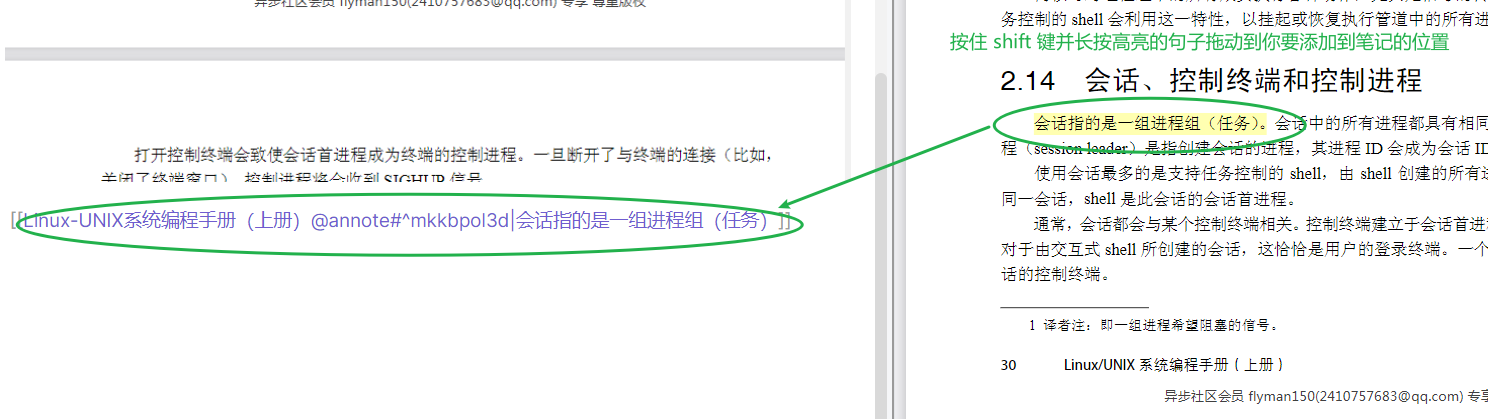 异步社区会员 flyman150(2410757683@qq.com) 专享 尊重版权
打开控制终端会致使会话首进程成为终端的控制进程。一旦断开了与终端的连接（比如，
关闭了终端窗口），控制进程将会收到 SIGHUP 信号
[[Linux-UNIX系统编程手册（上册）@annote#^mkkbpol3d|会话指的是一组进程组（任务）]]
务控制的 shell 会利用这一特性，以挂起或恢复执行管道中的所有进
按住 shift 键并长按高亮的句子拖动到你要添加到笔记的位置
2.14 会话、控制终端和控制进程
会话指的是一组进程组（任务）。会话中的所有进程都具有相同
程（session leader）是指创建会话的进程，其进程 ID 会成为会话 ID
使用会话最多的是支持任务控制的 shell，由 shell 创建的所有进
同一会话，shell 是此会话的会话首进程。
通常，会话都会与某个控制终端相关。控制终端建立于会话首进
对于由交互式 shell 所创建的会话，这恰恰是用户的登录终端。一个
话的控制终端。
1 译者注：即一组进程希望阻塞的信号。
30 Linux/UNIX 系统编程手册（上册）
异步社区会员 flyman150(2410757683@qq.com) 专享